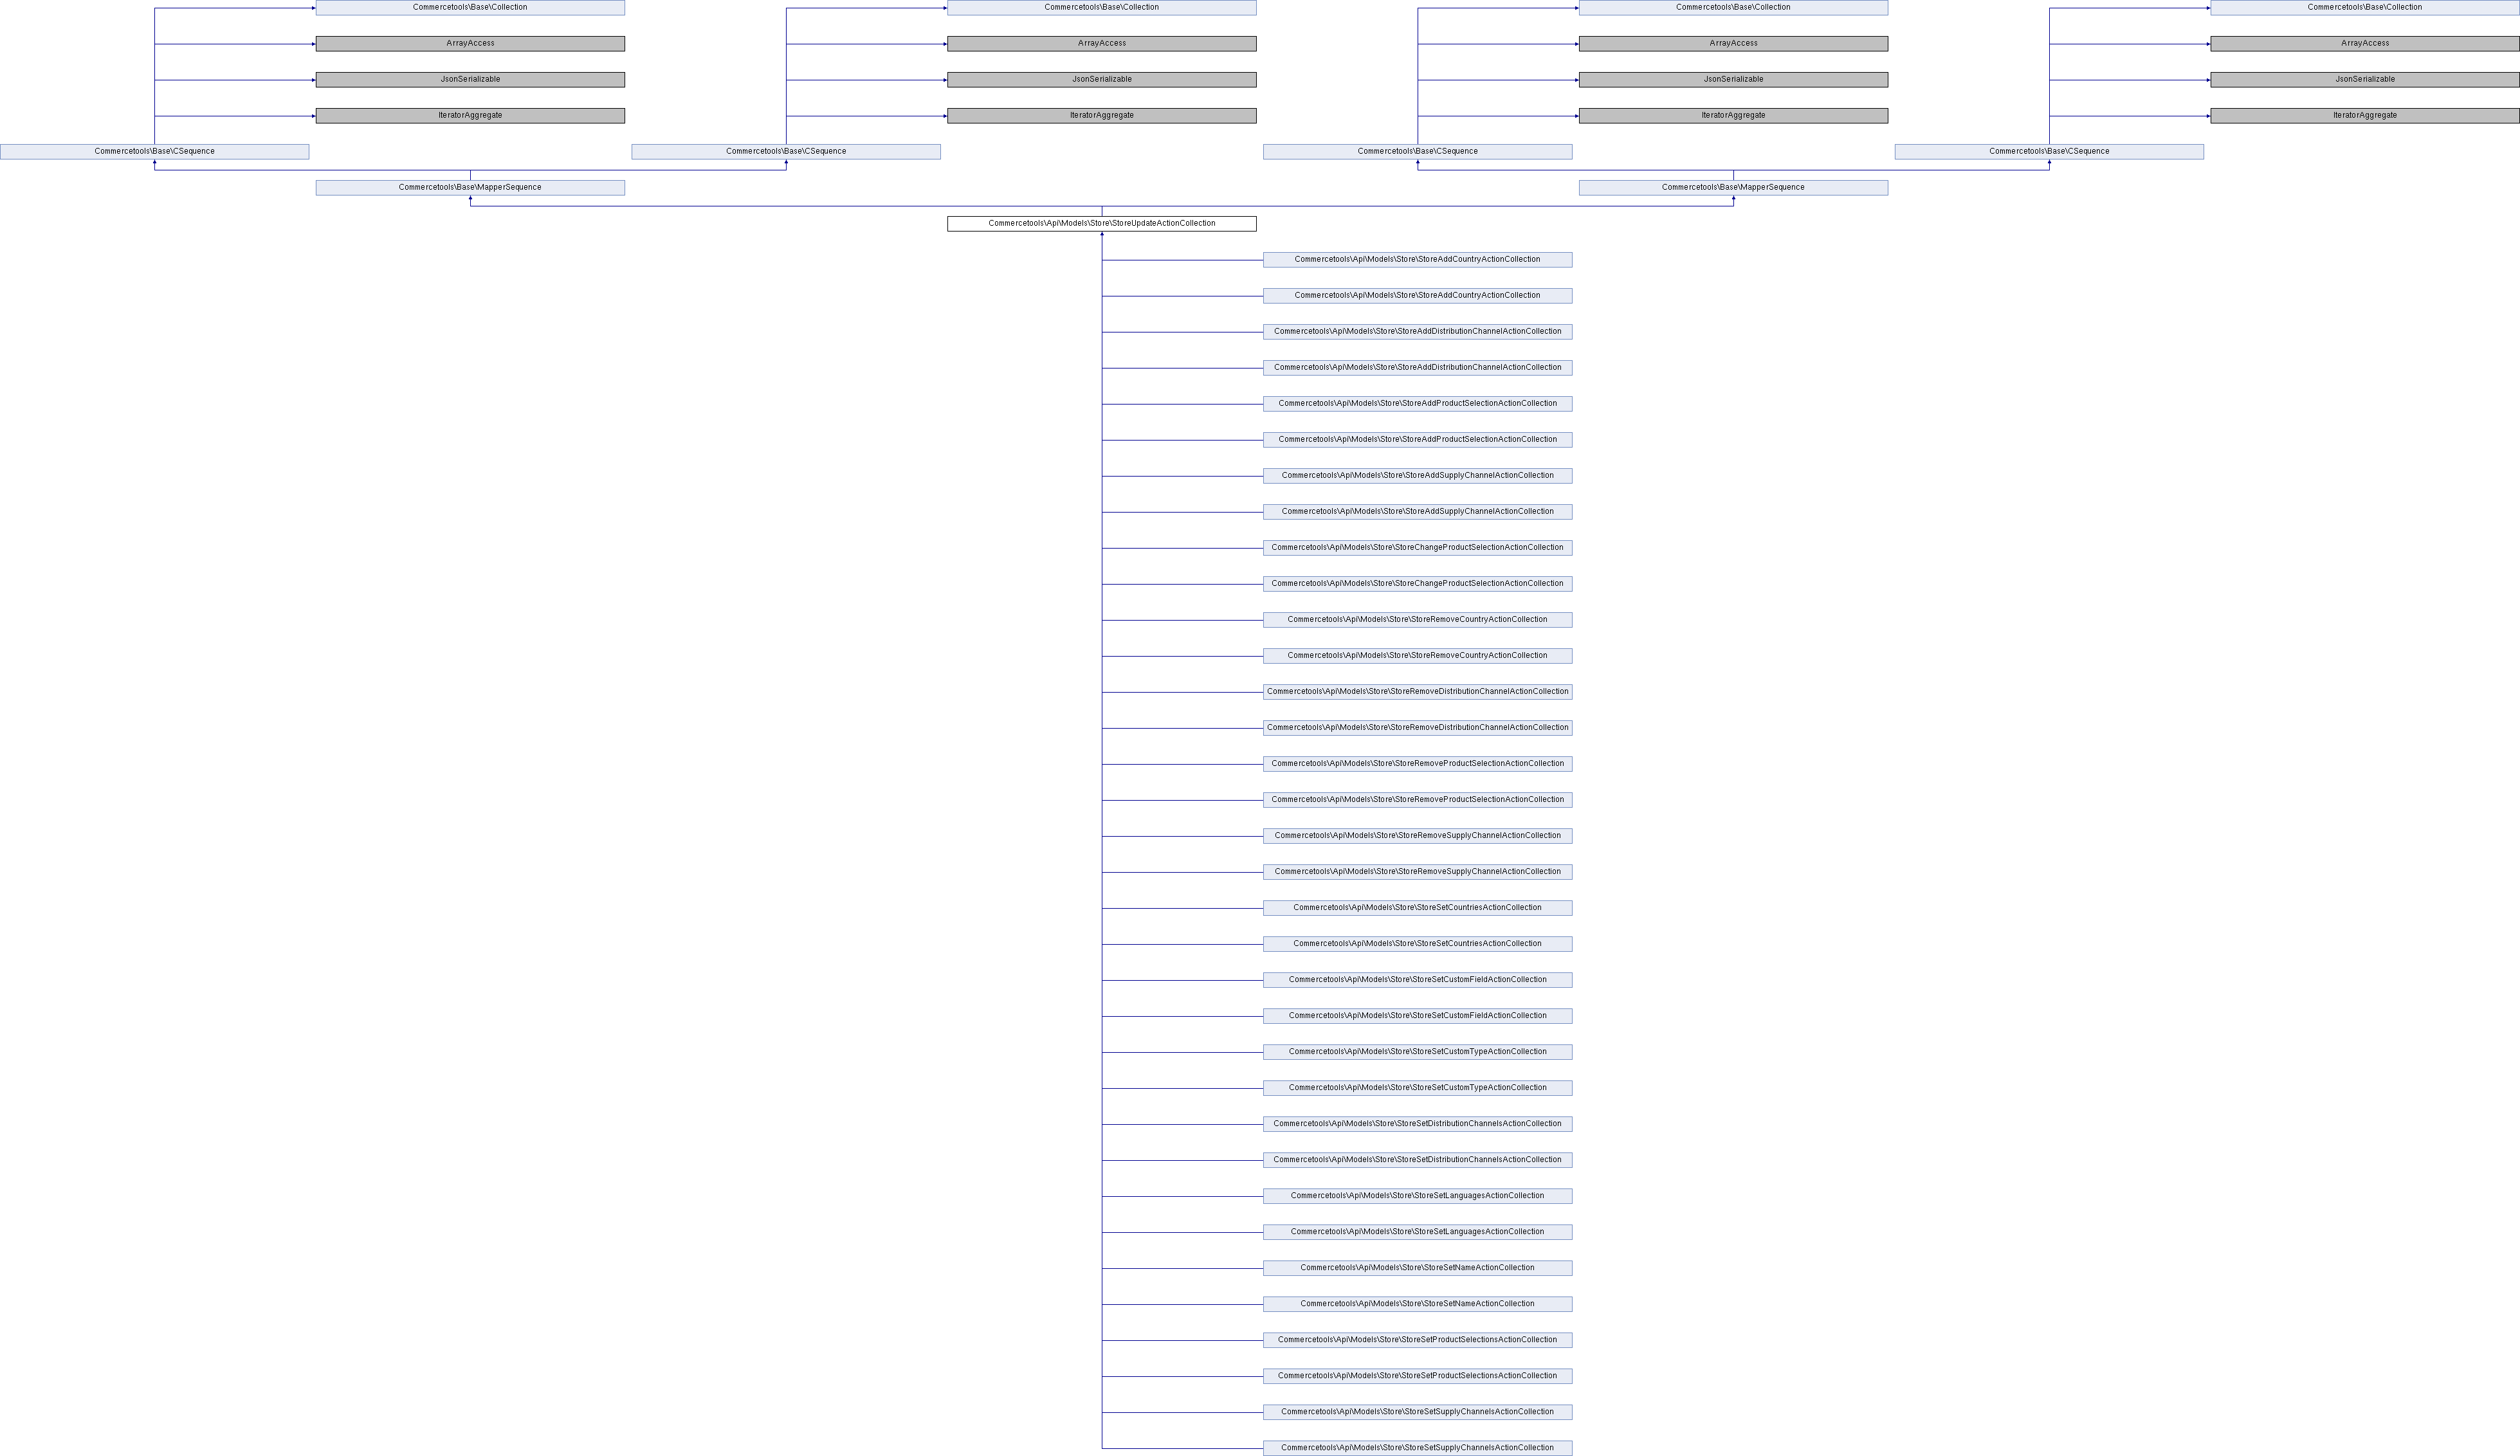 Commercetools\Base\Collection Commercetools\Base\Collection Commercetools\Base\Collection Commercetools\Base\Collection
ArrayAccess ArrayAccess ArrayAccess ArrayAccess
JsonSerializable JsonSerializable JsonSerializable JsonSerializable
IteratorAggregate IteratorAggregate IteratorAggregate IteratorAggregate
Commercetools\Base\CSequence Commercetools\Base\CSequence Commercetools\Base\CSequence Commercetools\Base\CSequence
Commercetools\Base\MapperSequence Commercetools\Base\MapperSequence
Commercetools\Api\Models\Store\StoreUpdateActionCollection
Commercetools\Api\Models\Store\StoreAddCountryActionCollection
Commercetools\Api\Models\Store\StoreAddCountryActionCollection
Commercetools\Api\Models\Store\StoreAddDistributionChannelActionCollection
Commercetools\Api\Models\Store\StoreAddDistributionChannelActionCollection
Commercetools\Api\Models\Store\StoreAddProductSelectionActionCollection
Commercetools\Api\Models\Store\StoreAddProductSelectionActionCollection
Commercetools\Api\Models\Store\StoreAddSupplyChannelActionCollection
Commercetools\Api\Models\Store\StoreAddSupplyChannelActionCollection
Commercetools\Api\Models\Store\StoreChangeProductSelectionActionCollection
Commercetools\Api\Models\Store\StoreChangeProductSelectionActionCollection
Commercetools\Api\Models\Store\StoreRemoveCountryActionCollection
Commercetools\Api\Models\Store\StoreRemoveCountryActionCollection
Commercetools\Api\Models\Store\StoreRemoveDistributionChannelActionCollection
Commercetools\Api\Models\Store\StoreRemoveDistributionChannelActionCollection
Commercetools\Api\Models\Store\StoreRemoveProductSelectionActionCollection
Commercetools\Api\Models\Store\StoreRemoveProductSelectionActionCollection
Commercetools\Api\Models\Store\StoreRemoveSupplyChannelActionCollection
Commercetools\Api\Models\Store\StoreRemoveSupplyChannelActionCollection
Commercetools\Api\Models\Store\StoreSetCountriesActionCollection
Commercetools\Api\Models\Store\StoreSetCountriesActionCollection
Commercetools\Api\Models\Store\StoreSetCustomFieldActionCollection
Commercetools\Api\Models\Store\StoreSetCustomFieldActionCollection
Commercetools\Api\Models\Store\StoreSetCustomTypeActionCollection
Commercetools\Api\Models\Store\StoreSetCustomTypeActionCollection
Commercetools\Api\Models\Store\StoreSetDistributionChannelsActionCollection
Commercetools\Api\Models\Store\StoreSetDistributionChannelsActionCollection
Commercetools\Api\Models\Store\StoreSetLanguagesActionCollection
Commercetools\Api\Models\Store\StoreSetLanguagesActionCollection
Commercetools\Api\Models\Store\StoreSetNameActionCollection
Commercetools\Api\Models\Store\StoreSetNameActionCollection
Commercetools\Api\Models\Store\StoreSetProductSelectionsActionCollection
Commercetools\Api\Models\Store\StoreSetProductSelectionsActionCollection
Commercetools\Api\Models\Store\StoreSetSupplyChannelsActionCollection
Commercetools\Api\Models\Store\StoreSetSupplyChannelsActionCollection